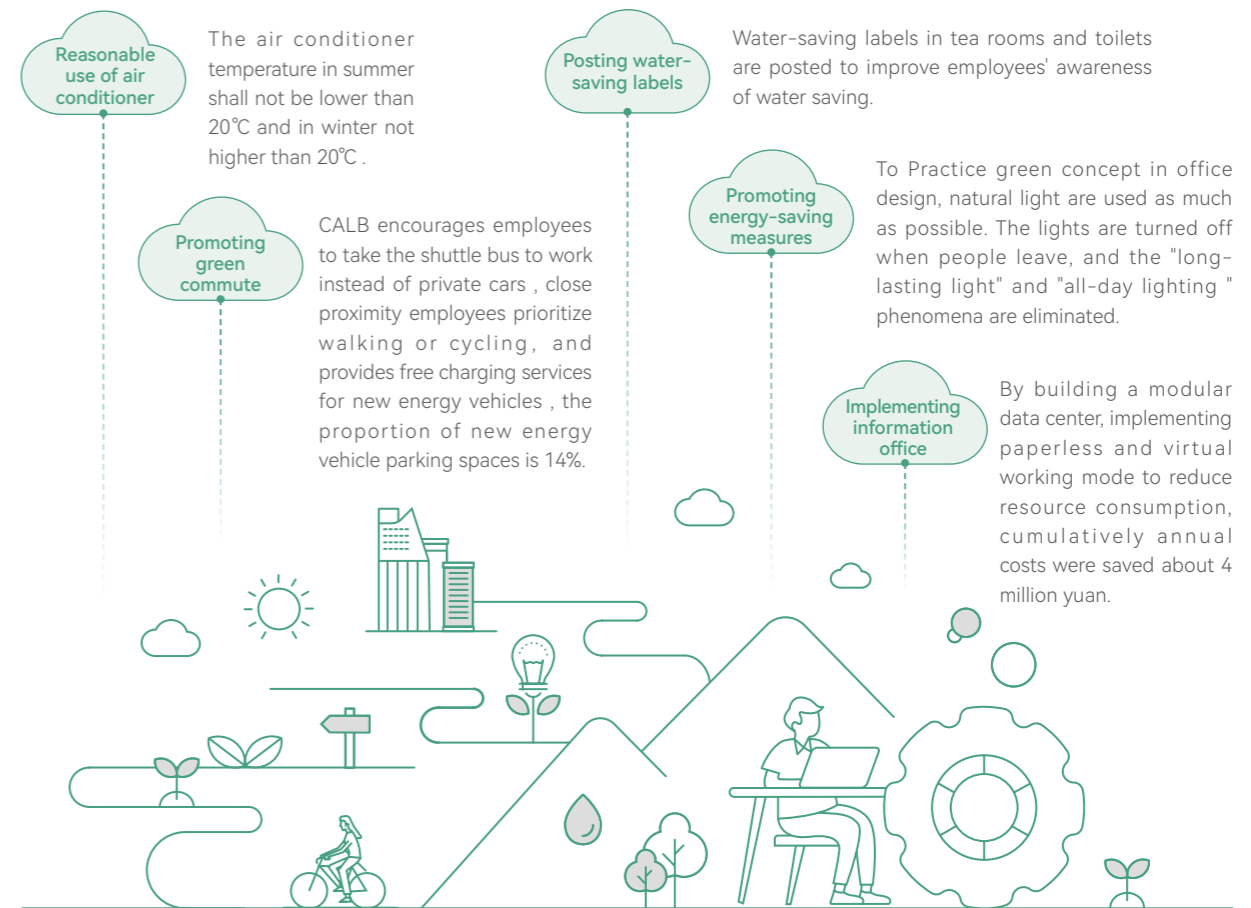 Reasonable
use of air
conditioner
The air conditioner
temperature in summer
shall not be lower than
20℃ and in winter not
higher than 20℃ .
Promoting
green
commute
CALB encourages employees
to take the shuttle bus to work
instead of private cars , close
proximity employees prioritize
walking or cycling, and
provides free charging services
for new energy vehicles , the
proportion of new energy
vehicle parking spaces is 14%.
Posting water-
saving labels
Water-saving labels in tea rooms and toilets
are posted to improve employees' awareness
of water saving.
Promoting
energy-saving
measures
To Practice green concept in office
design, natural light are used as much
as possible. The lights are turned off
when people leave, and the "long-
lasting light" and "all-day lighting "
phenomena are eliminated.
Implementing
information
office
By building a modular
data center, implementing
paperless and virtual
working mode to reduce
resource consumption,
cumulatively annual
costs were saved about 4
million yuan.